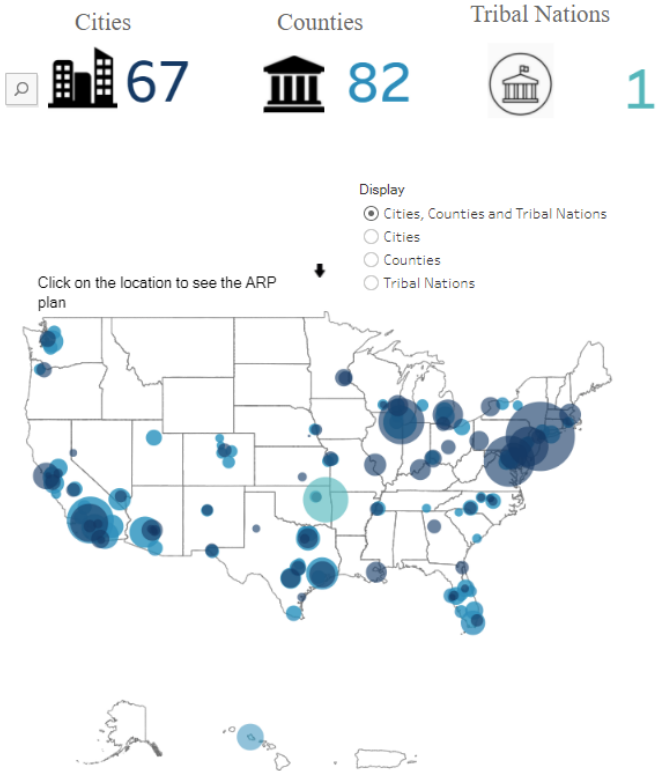 Cities
Counties
Tribal Nations
67
82
1
Display
Cities, Counties and Tribal Nations
Cities
Counties
Tribal Nations
Click on the location to see the ARP
plan